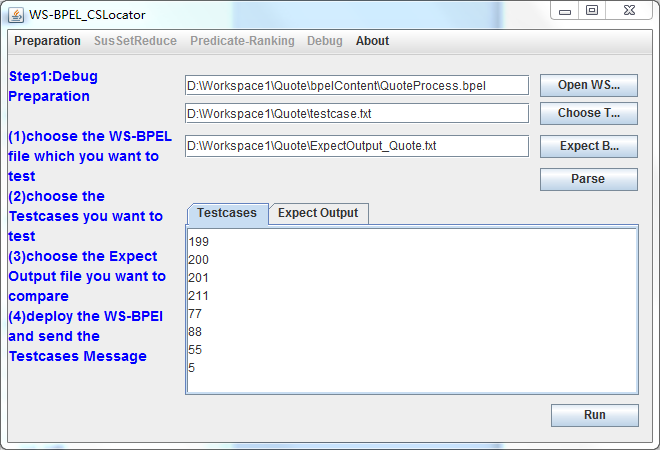 WS-BPEL_CSLocator
Preparation SusSetReduce Predicate-Ranking Debug About
Step1:Debug
Preparation
(1)choose the WS-BPEL
file which you want to
test
(2)choose the
Testcases you want to
test
(3)choose the Expect
Output file you want to
compare
(4)deploy the WS-BPEl
and send the
Testcases Message
D:\Workspace1\Quote\bpelContent\QuoteProcess.bpel
Open WS...
D:\Workspace1\Quote\testcase.txt
Choose T...
D:\Workspace1\Quote\ExpectOutput_Quote.txt
Expect B...
Parse
Testcases Expect Output
199
200
201
211
77
88
55
5
Run